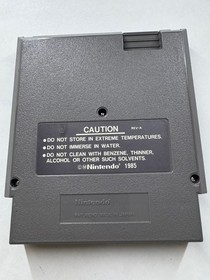 CAUTION REV-A
•DO NOT STORE IN EXTREME TEMPERATURES.
•DO NOT IMMERSE IN WATER.
•DO NOT CLEAN WITH BENZENE, THINNER,
ALCOHOL OR OTHER SUCH SOLVENTS.
©®Nintendo® 1985
Nintendo